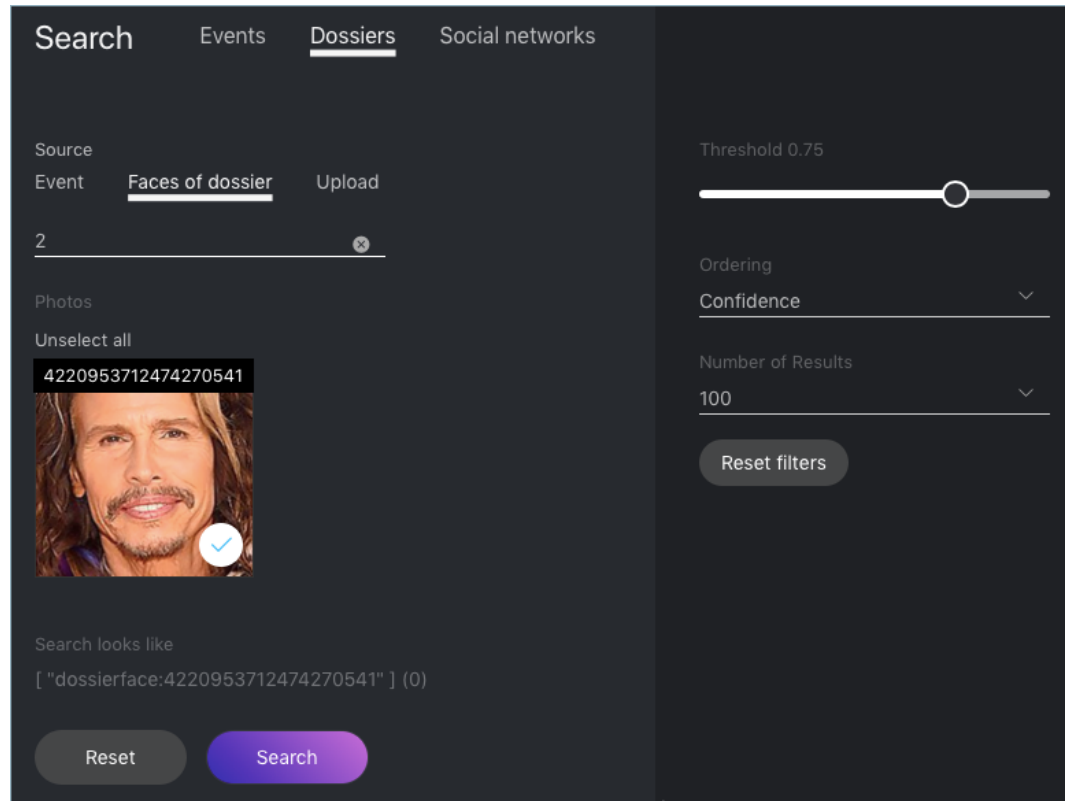 Search Events Dossiers Social networks
Source
Event Faces of dossier Upload
2
Photos
Unselect all
4220953712474270541
Search looks like
[ "dossierface:4220953712474270541" ] (0)
Reset Search
Threshold 0.75
Ordering
Confidence
Number of Results
100
Reset filters